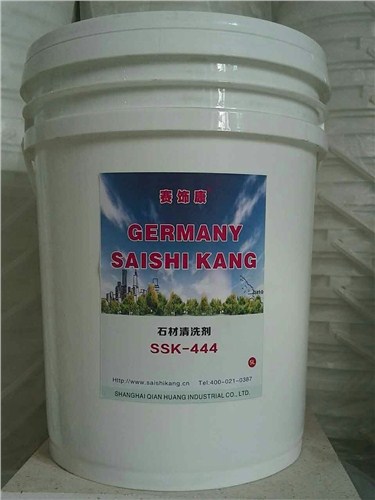 赛饰康
GERMANY
SAISHI KANG
石材清洗剂
SSK-444
Http://www.saishikang.cn Tel:400-021-0367
SHANGHAI QIAN HUANG INDUSTRIAL CO., LTD.